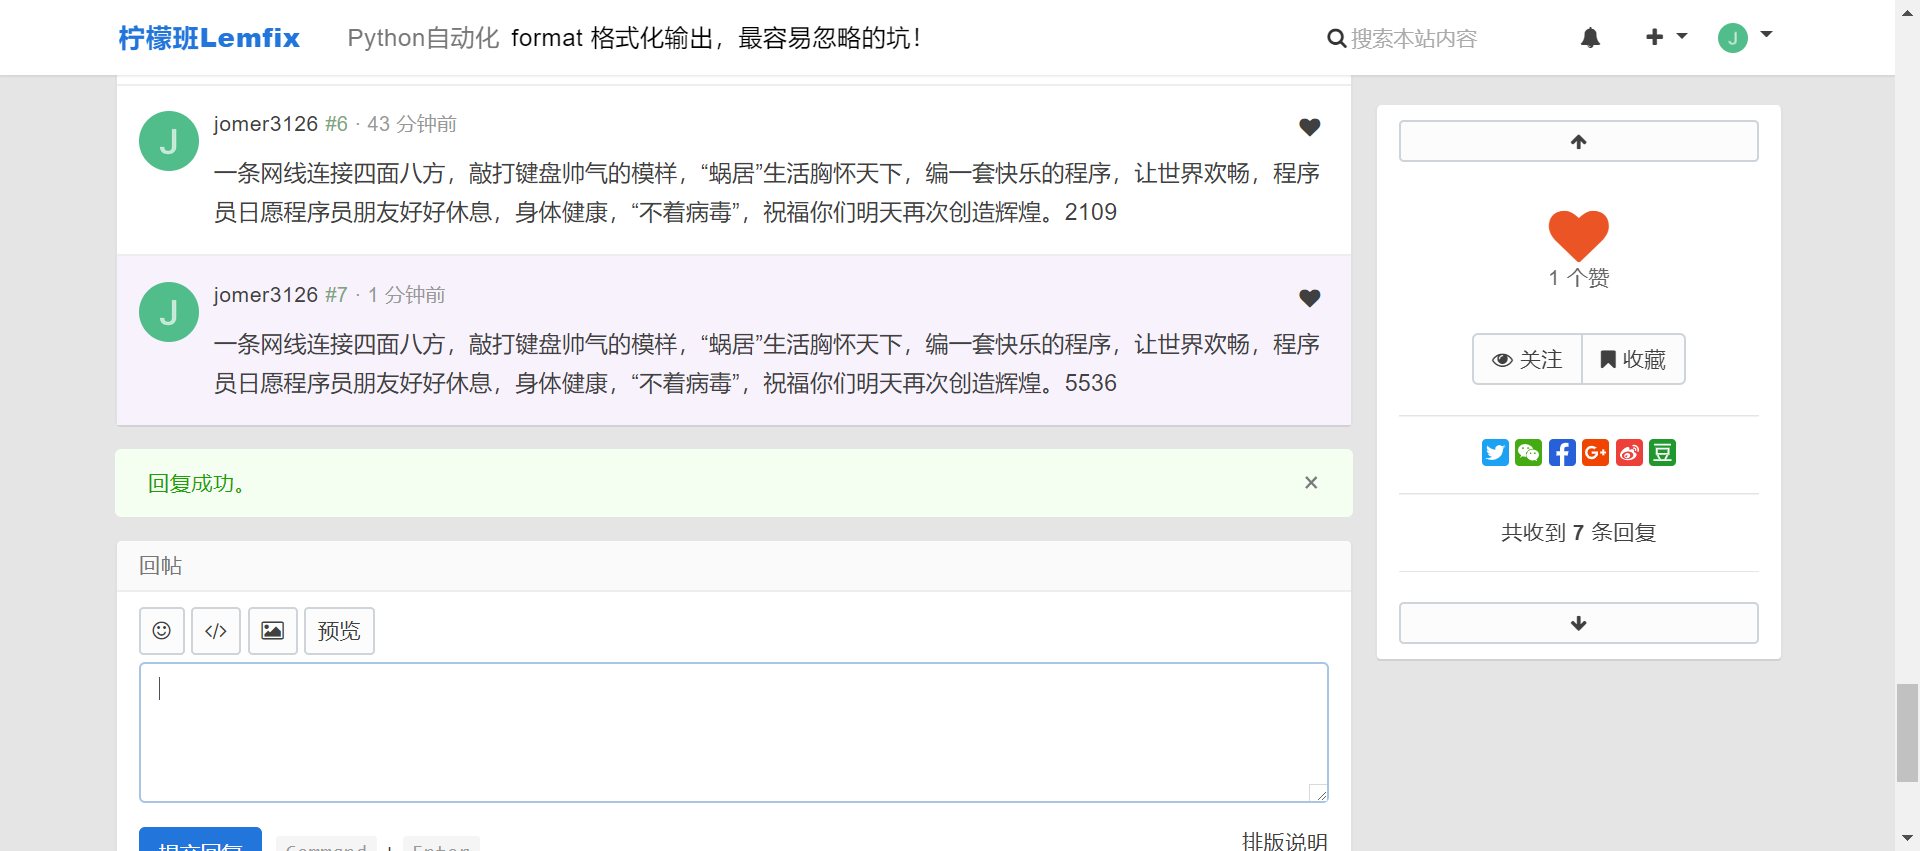 柠檬班Lemfix Python自动化 format 格式化输出，最容易忽略的坑！ 搜索本站内容 J
J jomer3126 #6 · 43 分钟前
一条网线连接四面八方，敲打键盘帅气的模样，“蜗居”生活胸怀天下，编一套快乐的程序，让世界欢畅，程序
员日愿程序员朋友好好休息，身体健康，“不着病毒”，祝福你们明天再次创造辉煌。2109
J jomer3126 #7 · 1 分钟前
一条网线连接四面八方，敲打键盘帅气的模样，“蜗居”生活胸怀天下，编一套快乐的程序，让世界欢畅，程序
员日愿程序员朋友好好休息，身体健康，“不着病毒”，祝福你们明天再次创造辉煌。5536
回复成功。 ×
回帖
</> 预览
提交回复 Command + Enter 排版说明
1 个赞
关注 收藏
G+ 豆
共收到 7 条回复